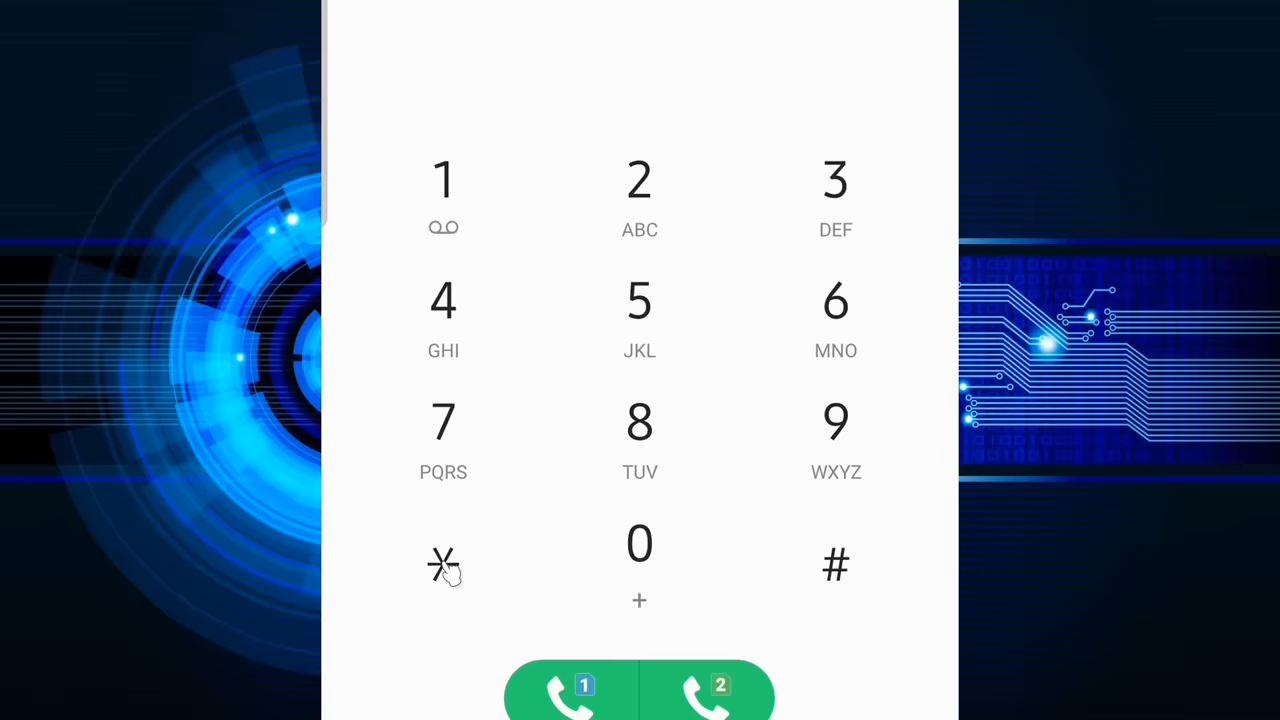 1 2 3
ABC DEF
4 5 6
GHI JKL MNO
7 8 9
PQRS TUV WXYZ
* 0 #
+
1 2